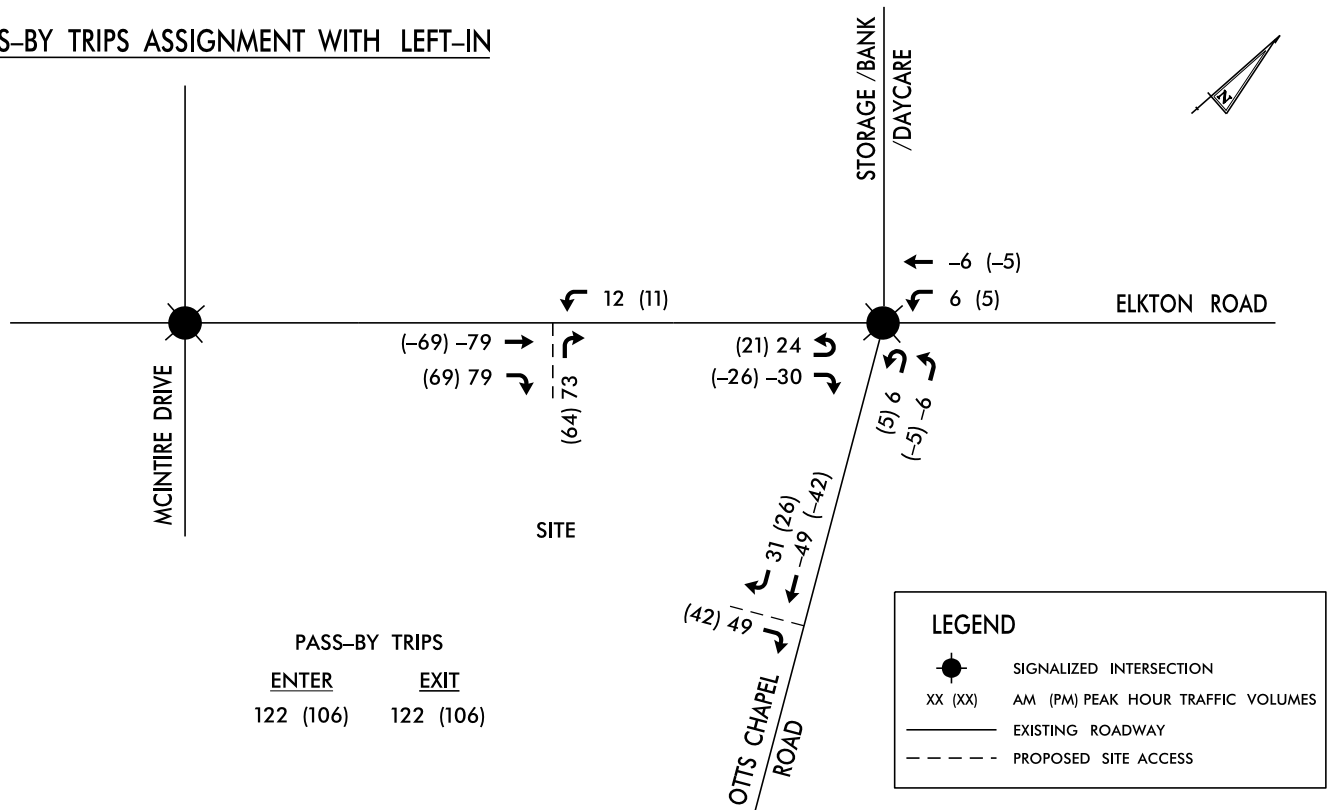 S–BY TRIPS ASSIGNMENT WITH LEFT–IN
STORAGE /BANK
/DAYCARE
N
–6 (–5)
12 (11)
6 (5)
ELKTON ROAD
(–69) –79
(69) 79
(64) 73
(21) 24
(–26) –30
(5) 6
(–5) –6
MCINTIRE DRIVE
SITE
31 (26)
–49 (–42)
(42) 49
OTTS CHAPEL
ROAD
PASS–BY TRIPS
ENTER EXIT
122 (106) 122 (106)
LEGEND
SIGNALIZED INTERSECTION
XX (XX) AM (PM) PEAK HOUR TRAFFIC VOLUMES
EXISTING ROADWAY
PROPOSED SITE ACCESS